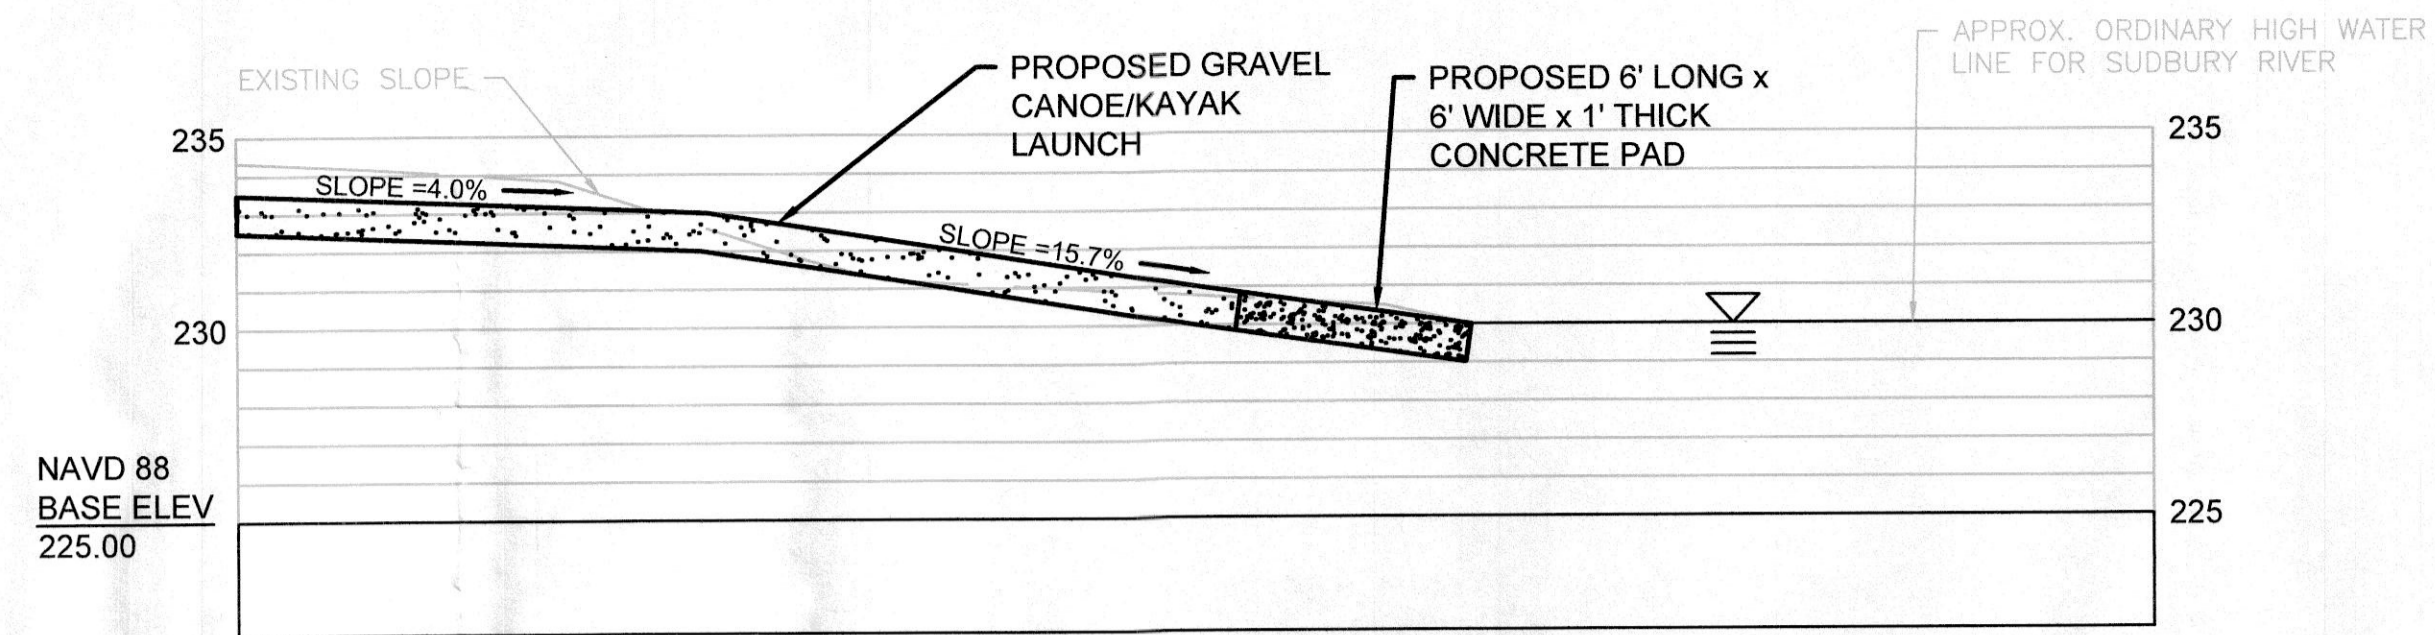 APPROX. ORDINARY HIGH WATER
LINE FOR SUDBURY RIVER
EXISTING SLOPE
PROPOSED GRAVEL
CANOE/KAYAK
LAUNCH
PROPOSED 6' LONG x
6' WIDE x 1' THICK
CONCRETE PAD
235
235
SLOPE =4.0%
SLOPE =15.7%
230
230
NAVD 88
BASE ELEV
225.00
225